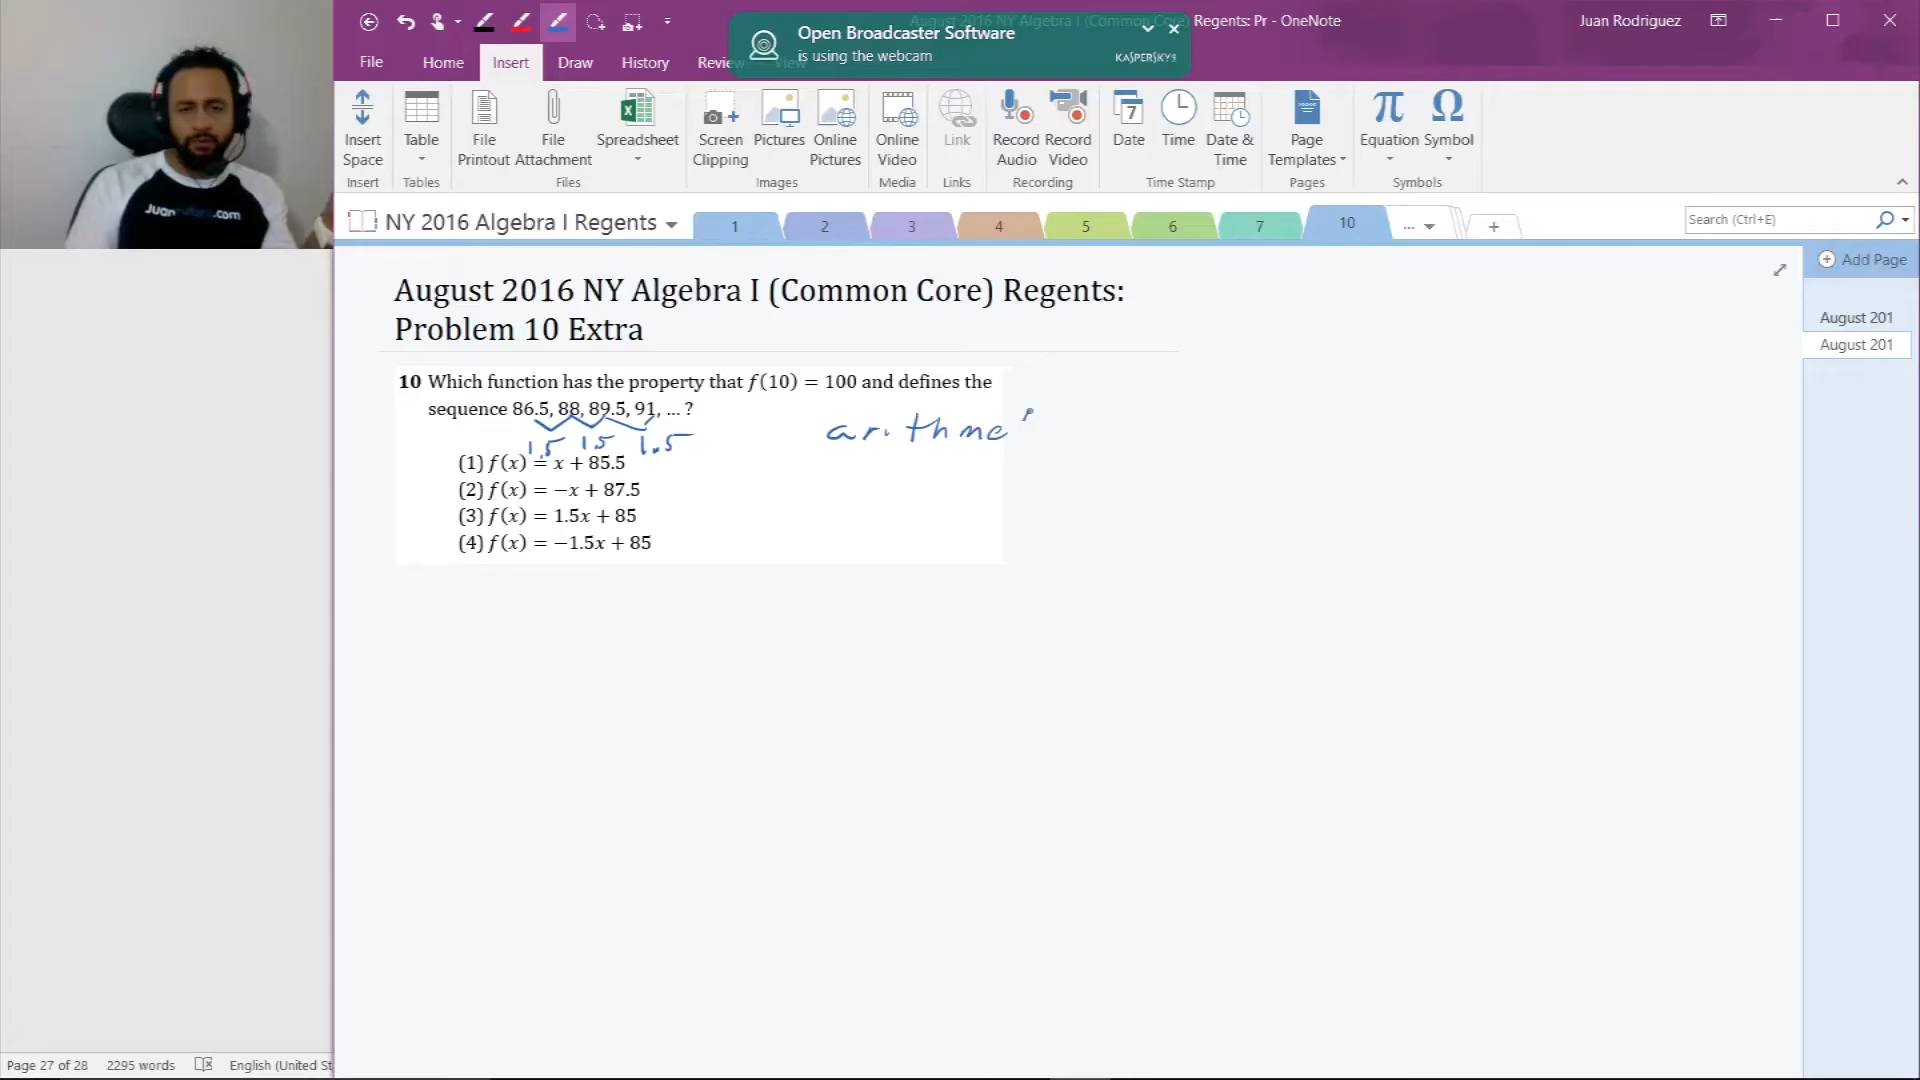 August 2016 NY Algebra I (Common Core) Regents: Pr - OneNote
Juan Rodriguez
Open Broadcaster Software
is using the webcam
KASPERSKY
File Home Insert Draw History Review View
Insert Space
Table
File Printout
File Attachment
Spreadsheet
Screen Clipping
Pictures
Online Pictures
Online Video
Link
Record Audio
Record Video
7
Date
Time
Date & Time
Page Templates
π Equation
Ω Symbol
Insert Tables Files Images Media Links Recording Time Stamp Pages Symbols
NY 2016 Algebra I Regents
1 2 3 4 5 6 7 10 ... +
Search (Ctrl+E)
Add Page
August 201
August 201
August 2016 NY Algebra I (Common Core) Regents:
Problem 10 Extra
10 Which function has the property that f(10) = 100 and defines the
sequence 86.5, 88, 89.5, 91, ... ?
1.5 1.5 1.5
arithme
(1) f(x) = x + 85.5
(2) f(x) = −x + 87.5
(3) f(x) = 1.5x + 85
(4) f(x) = −1.5x + 85
Juan .com
Page 27 of 28 2295 words English (United St